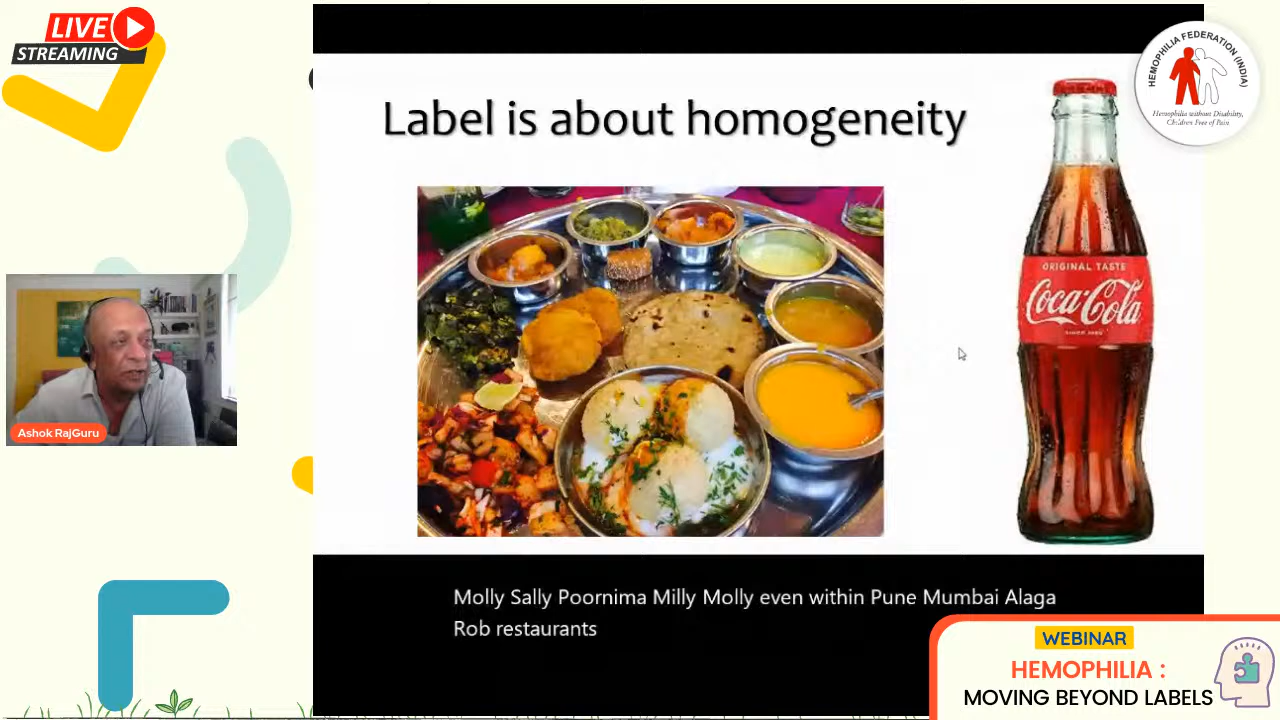 LIVE
STREAMING
HEMOPHILIA FEDERATION (INDIA)
Hemophilia without Disability,
Children Free of Pain
Label is about homogeneity
ORIGINAL TASTE
Coca-Cola
Ashok RajGuru
Molly Sally Poornima Milly Molly even within Pune Mumbai Alaga
Rob restaurants
WEBINAR
HEMOPHILIA :
MOVING BEYOND LABELS